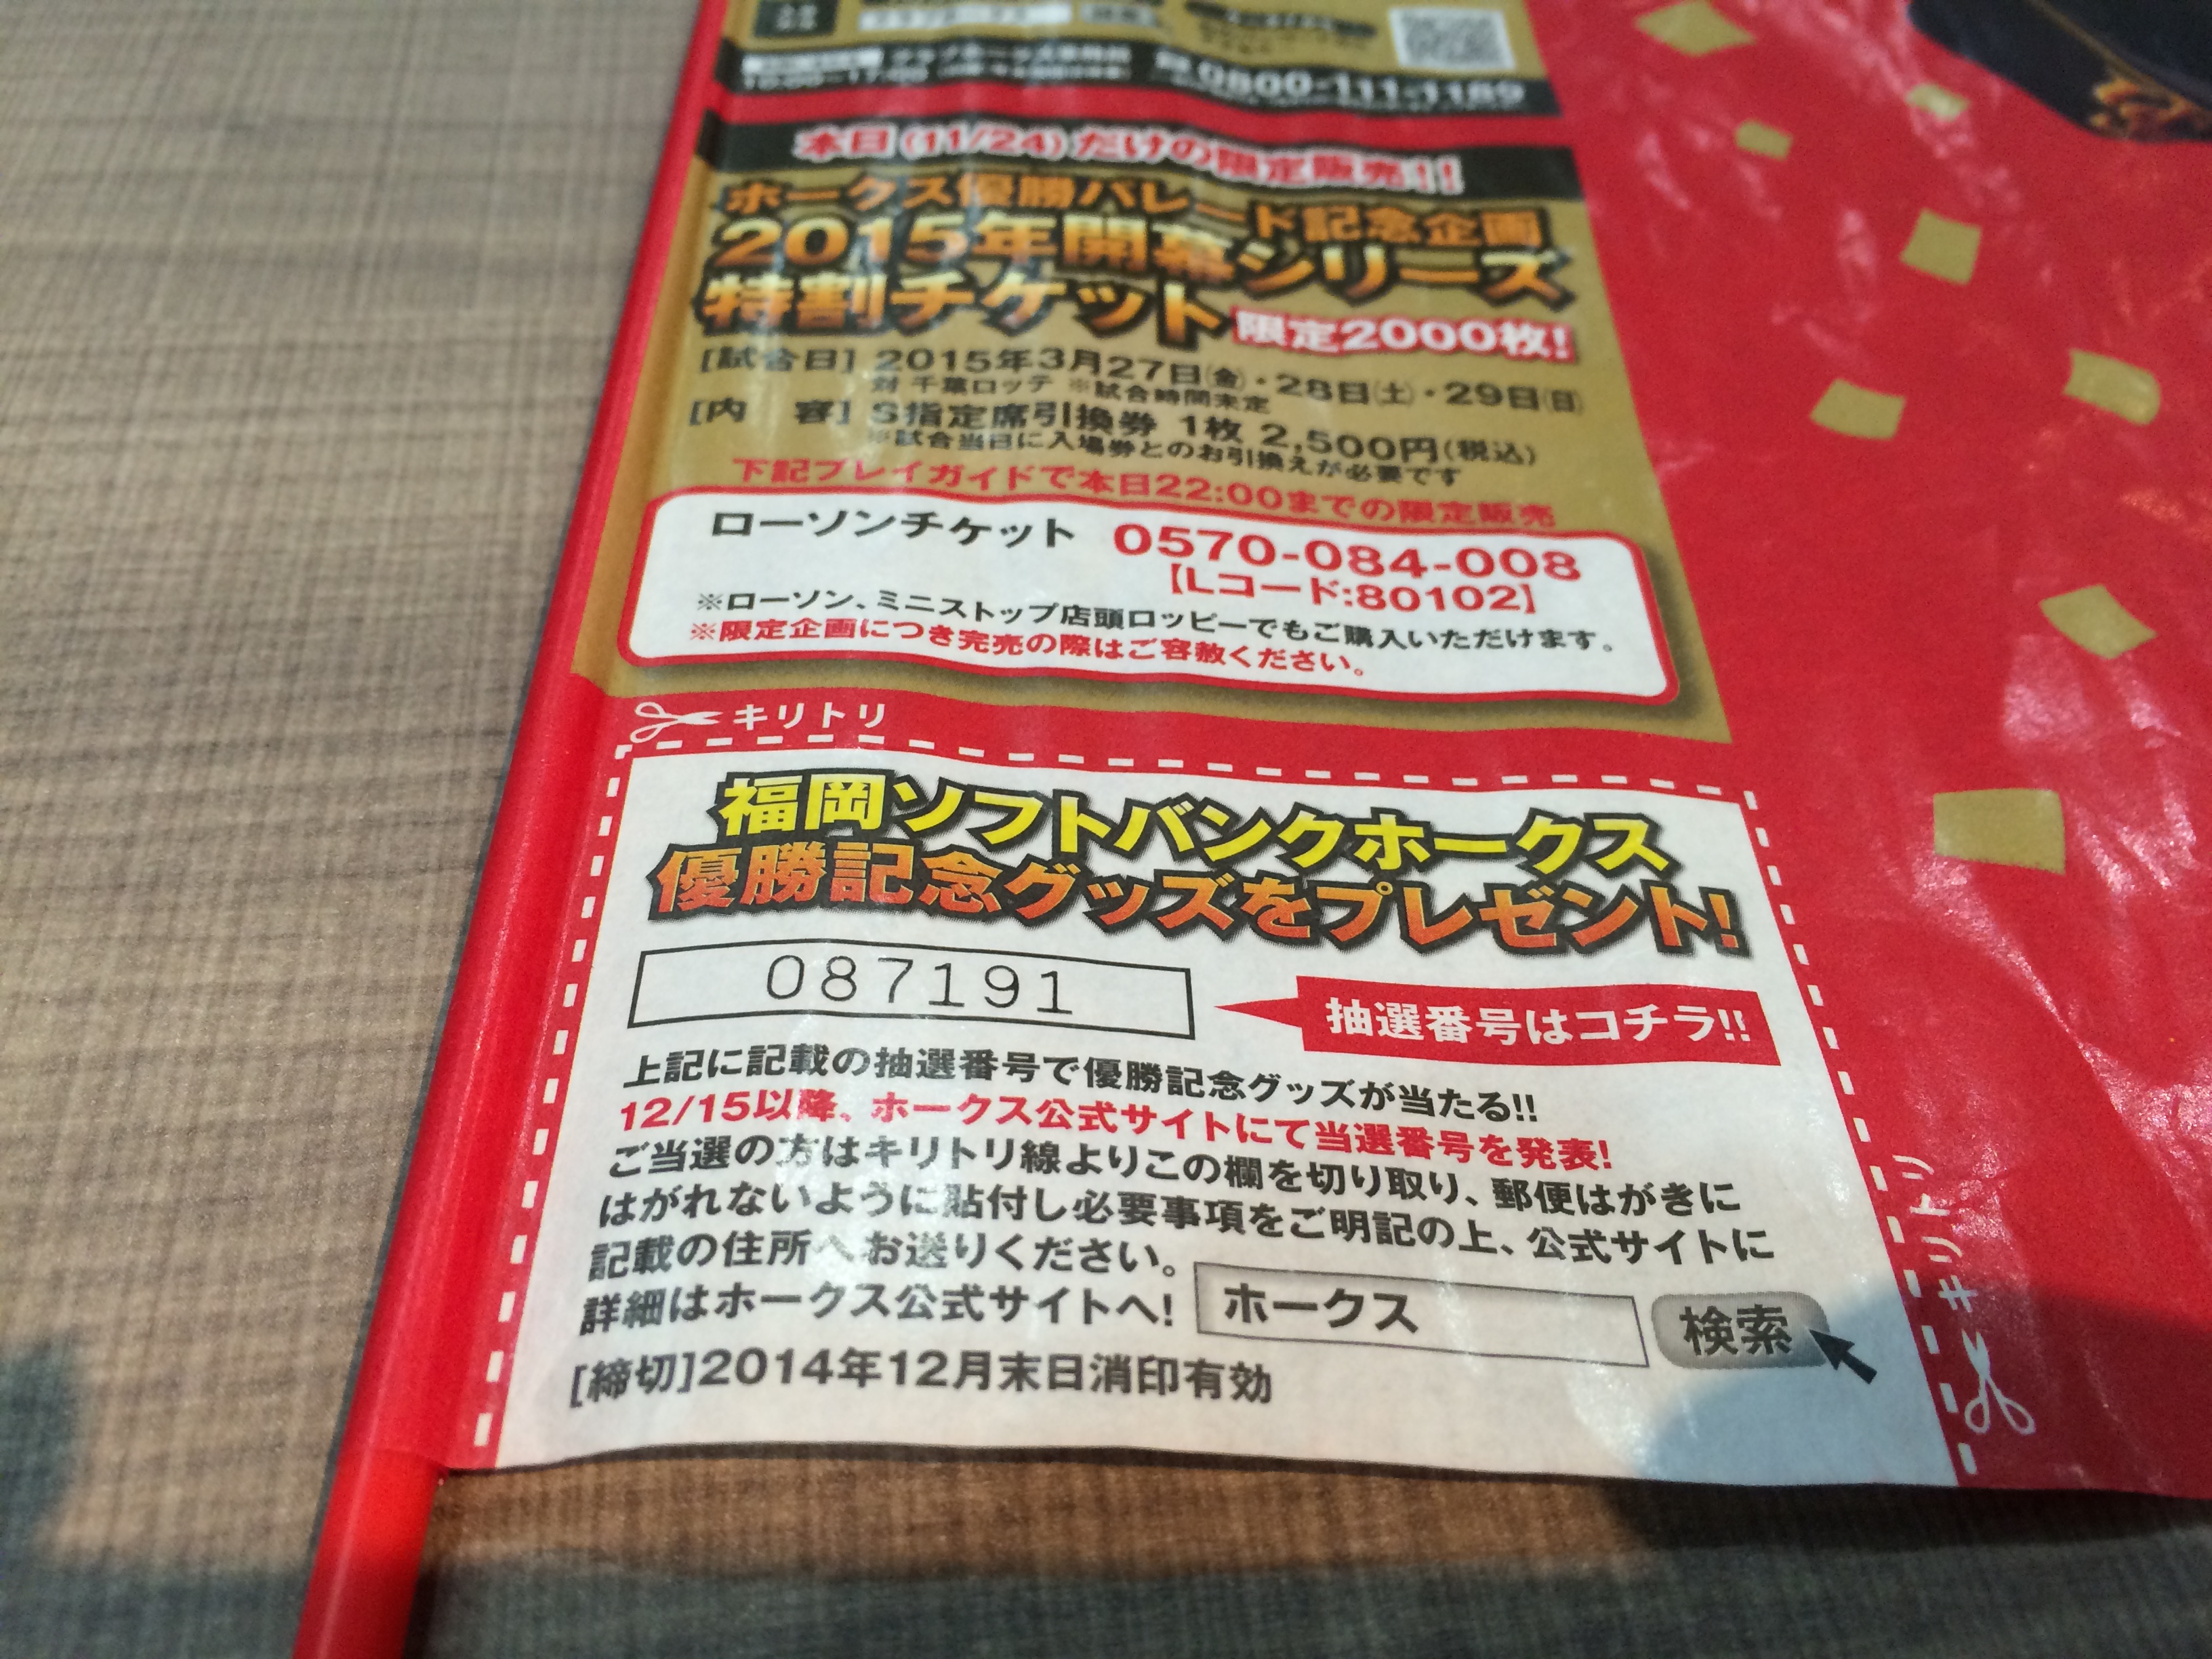 0800-111-1189
10:00～17:00
本日(11/24)だけの限定販売!!
ホークス優勝パレード記念企画
2015年開幕シリーズ
特割チケット 限定2000枚!
[試合日] 2015年3月27日(金)・28日(土)・29日(日)
対 千葉ロッテ ※試合時間未定
[内 容] S指定席引換券 1枚 2,500円(税込)
※試合当日に入場券とのお引換えが必要です
下記プレイガイドで本日22:00までの限定販売
ローソンチケット 0570-084-008
【Lコード:80102】
※ローソン、ミニストップ店頭ロッピーでもご購入いただけます。
※限定企画につき完売の際はご容赦ください。
キリトリ
福岡ソフトバンクホークス
優勝記念グッズをプレゼント!
087191
抽選番号はコチラ!!
上記に記載の抽選番号で優勝記念グッズが当たる!!
12/15以降、ホークス公式サイトにて当選番号を発表!
ご当選の方はキリトリ線よりこの欄を切り取り、郵便はがきに
はがれないように貼付し必要事項をご明記の上、公式サイトに
記載の住所へお送りください。
詳細はホークス公式サイトへ! ホークス 検索
[締切]2014年12月末日消印有効
キリトリ